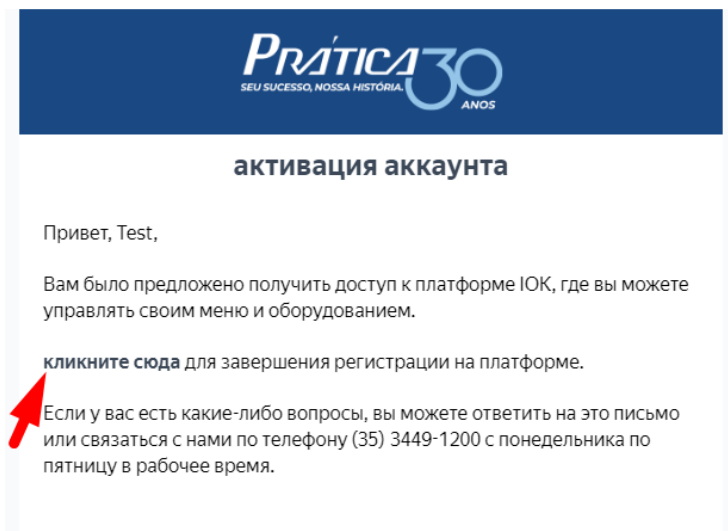 PRÁTICA 30
SEU SUCESSO, NOSSA HISTÓRIA.
ANOS
активация аккаунта
Привет, Test,
Вам было предложено получить доступ к платформе IOK, где вы можете
управлять своим меню и оборудованием.
кликните сюда для завершения регистрации на платформе.
Если у вас есть какие-либо вопросы, вы можете ответить на это письмо
или связаться с нами по телефону (35) 3449-1200 с понедельника по
пятницу в рабочее время.